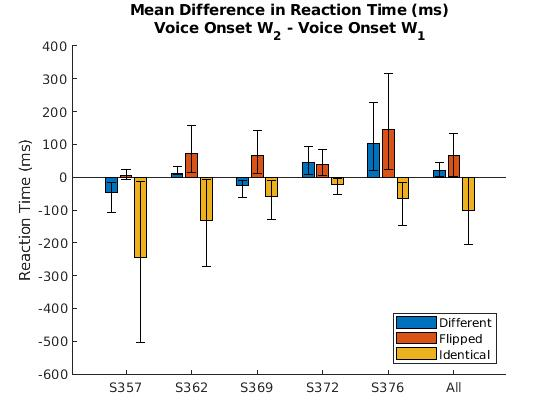 Mean Difference in Reaction Time (ms)
Voice Onset W₂ - Voice Onset W₁
Reaction Time (ms)
400
300
200
100
0
-100
-200
-300
-400
-500
-600
S357 S362 S369 S372 S376 All
Different
Flipped
Identical